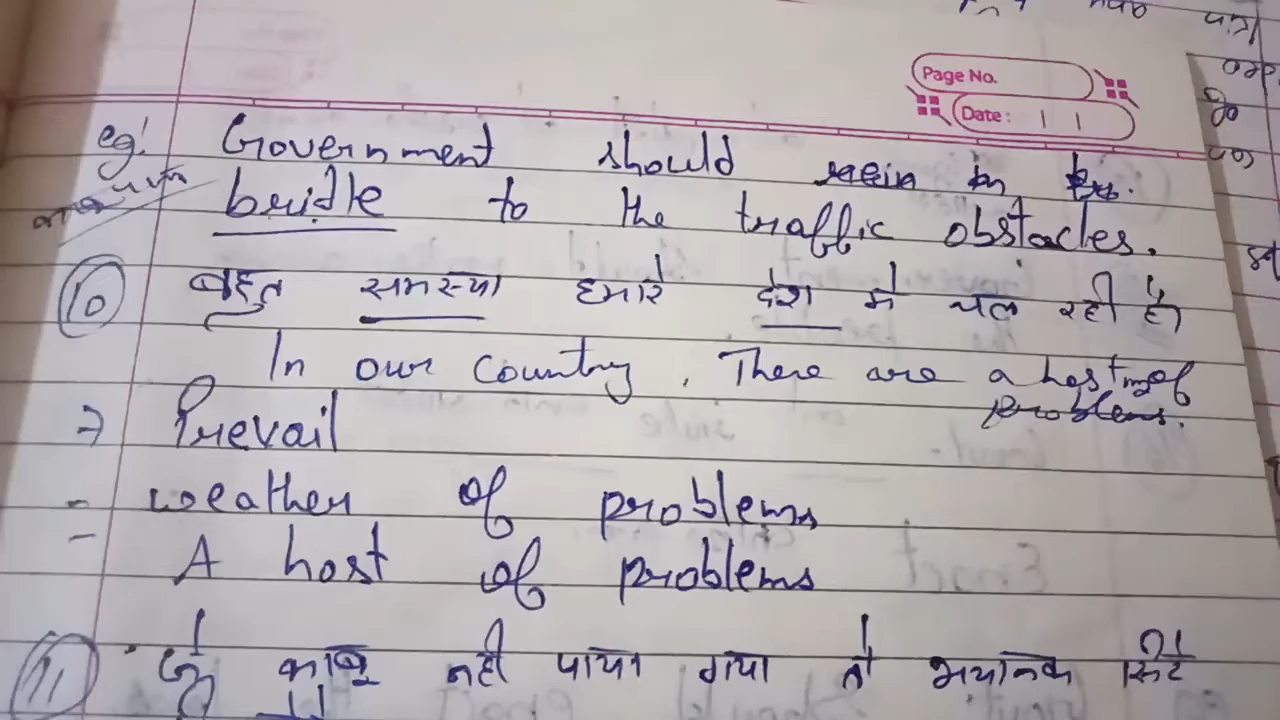 Page No.
Date:
eg! Government should rein in
bridle to the traffic obstacles.
10 बहुत समस्या हमारे देश में चल रही है।
In our country, There are a host of
problems.
→ Prevail
- weather of problems
- A host of problems
11 काबू नही पाया गया तो भयानक